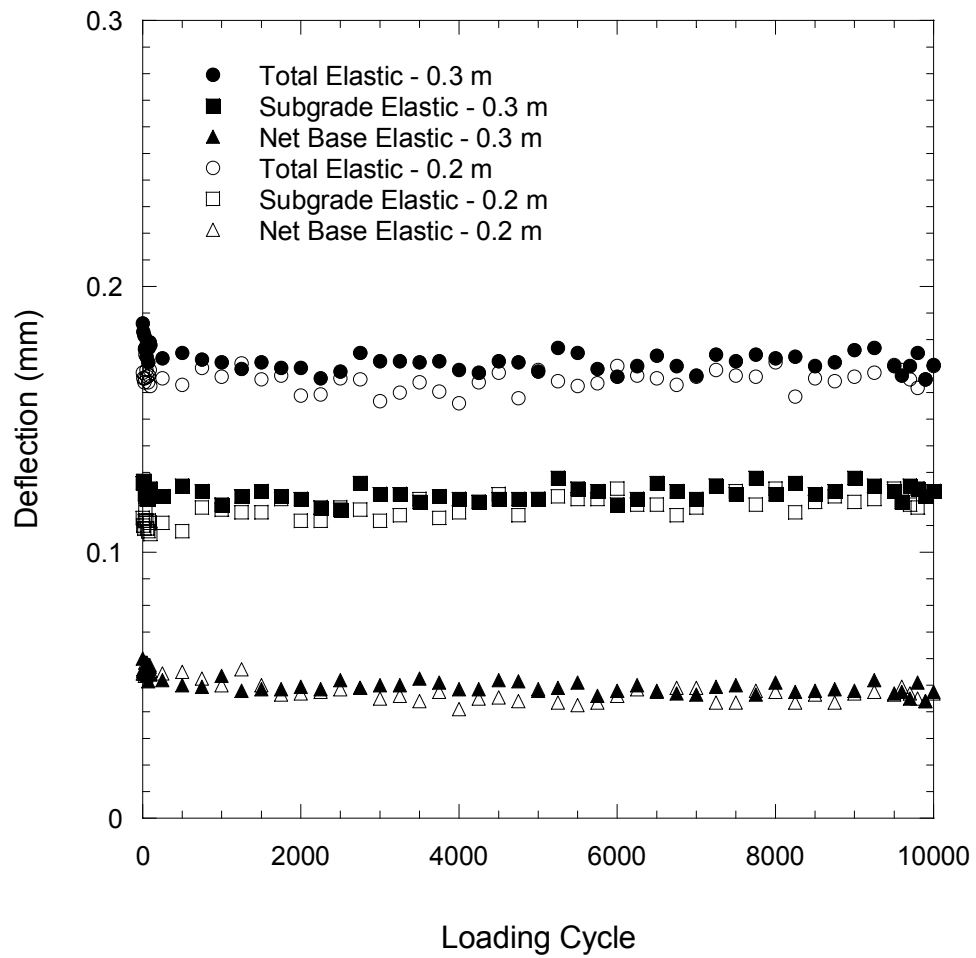 0.3
Total Elastic - 0.3 m
Subgrade Elastic - 0.3 m
Net Base Elastic - 0.3 m
Total Elastic - 0.2 m
Subgrade Elastic - 0.2 m
Net Base Elastic - 0.2 m
0.2
Deflection (mm)
0.1
0
0 2000 4000 6000 8000 10000
Loading Cycle